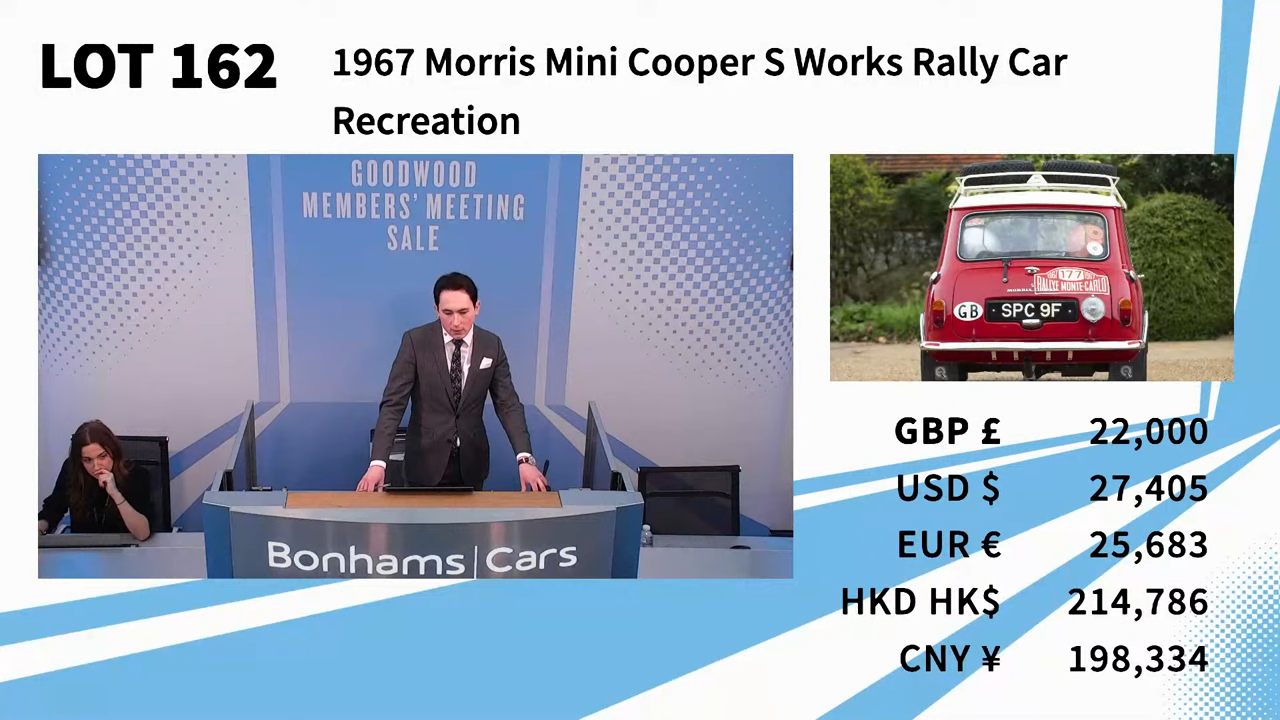 LOT 162
1967 Morris Mini Cooper S Works Rally Car
Recreation
GOODWOOD
MEMBERS' MEETING
SALE
Bonhams|Cars
177
RALLYE MONTE-CARLO
GB
SPC 9F
GBP £ 22,000
USD $ 27,405
EUR € 25,683
HKD HK$ 214,786
CNY ¥ 198,334